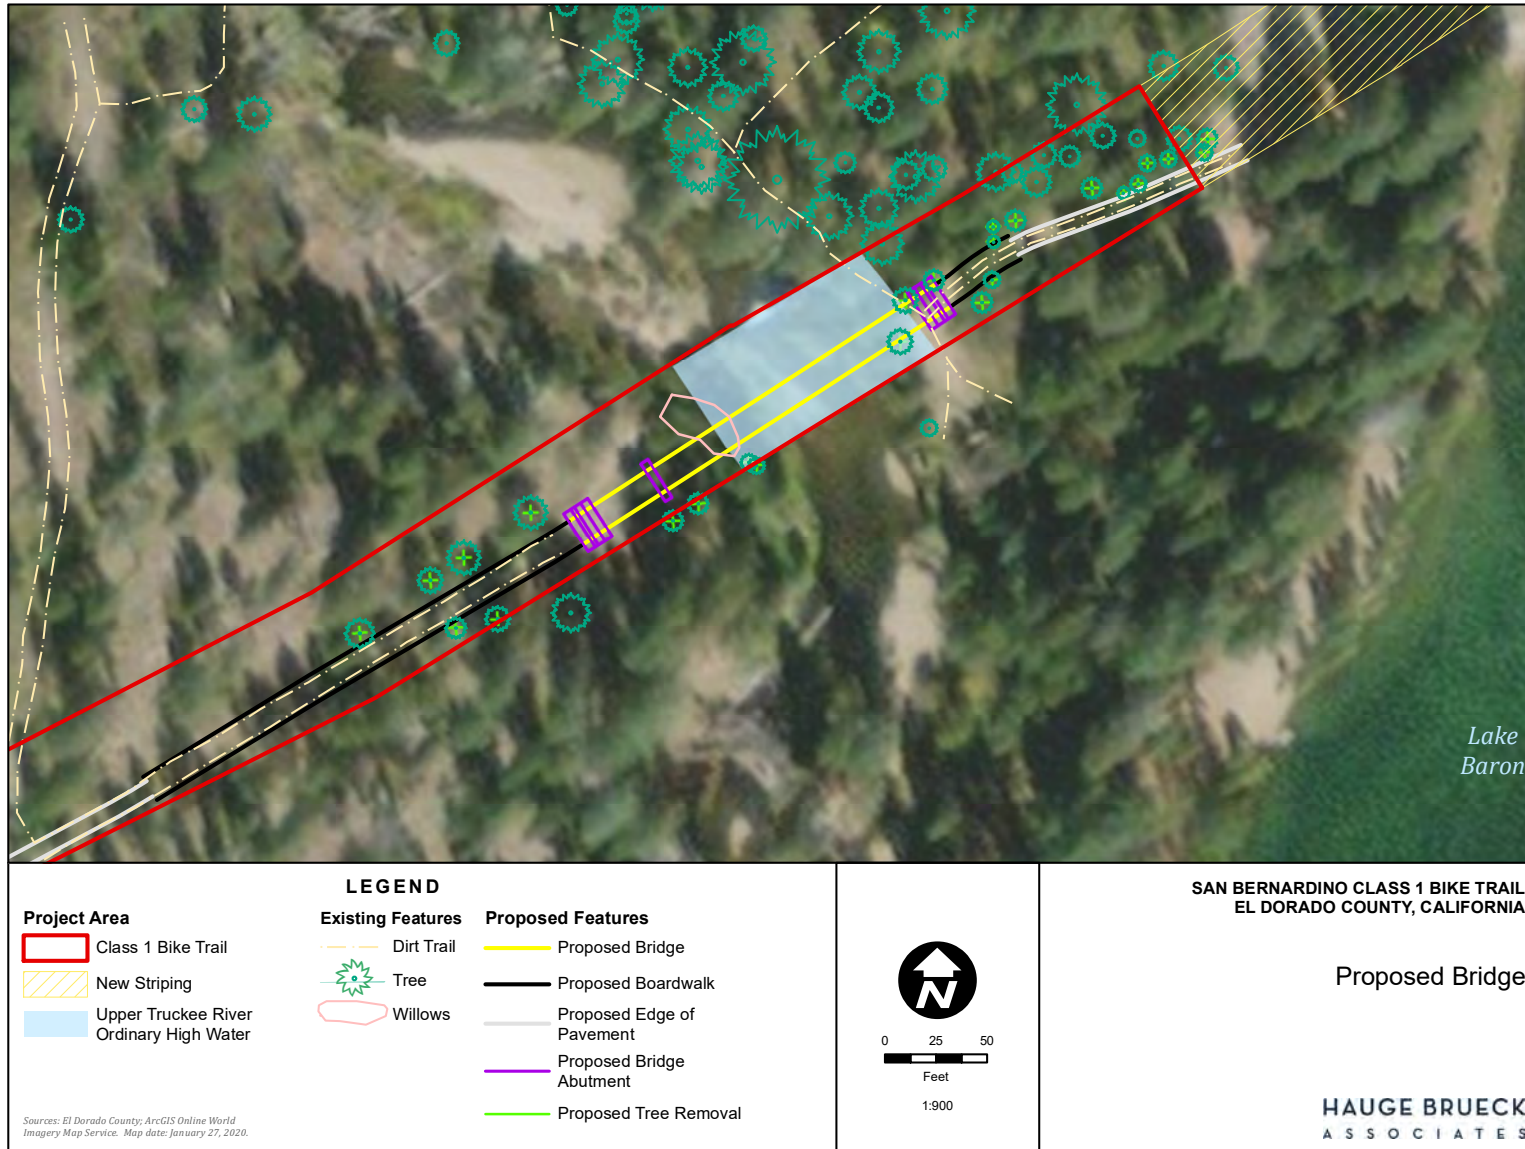 Lake
Baron
LEGEND
Project Area
Class 1 Bike Trail
New Striping
Upper Truckee River
Ordinary High Water
Existing Features
Dirt Trail
Tree
Willows
Proposed Features
Proposed Bridge
Proposed Boardwalk
Proposed Edge of
Pavement
Proposed Bridge
Abutment
Proposed Tree Removal
Sources: El Dorado County; ArcGIS Online World
Imagery Map Service. Map date: January 27, 2020.
N
0 25 50
Feet
1:900
SAN BERNARDINO CLASS 1 BIKE TRAIL
EL DORADO COUNTY, CALIFORNIA
Proposed Bridge
HAUGE BRUECK
ASSOCIATES